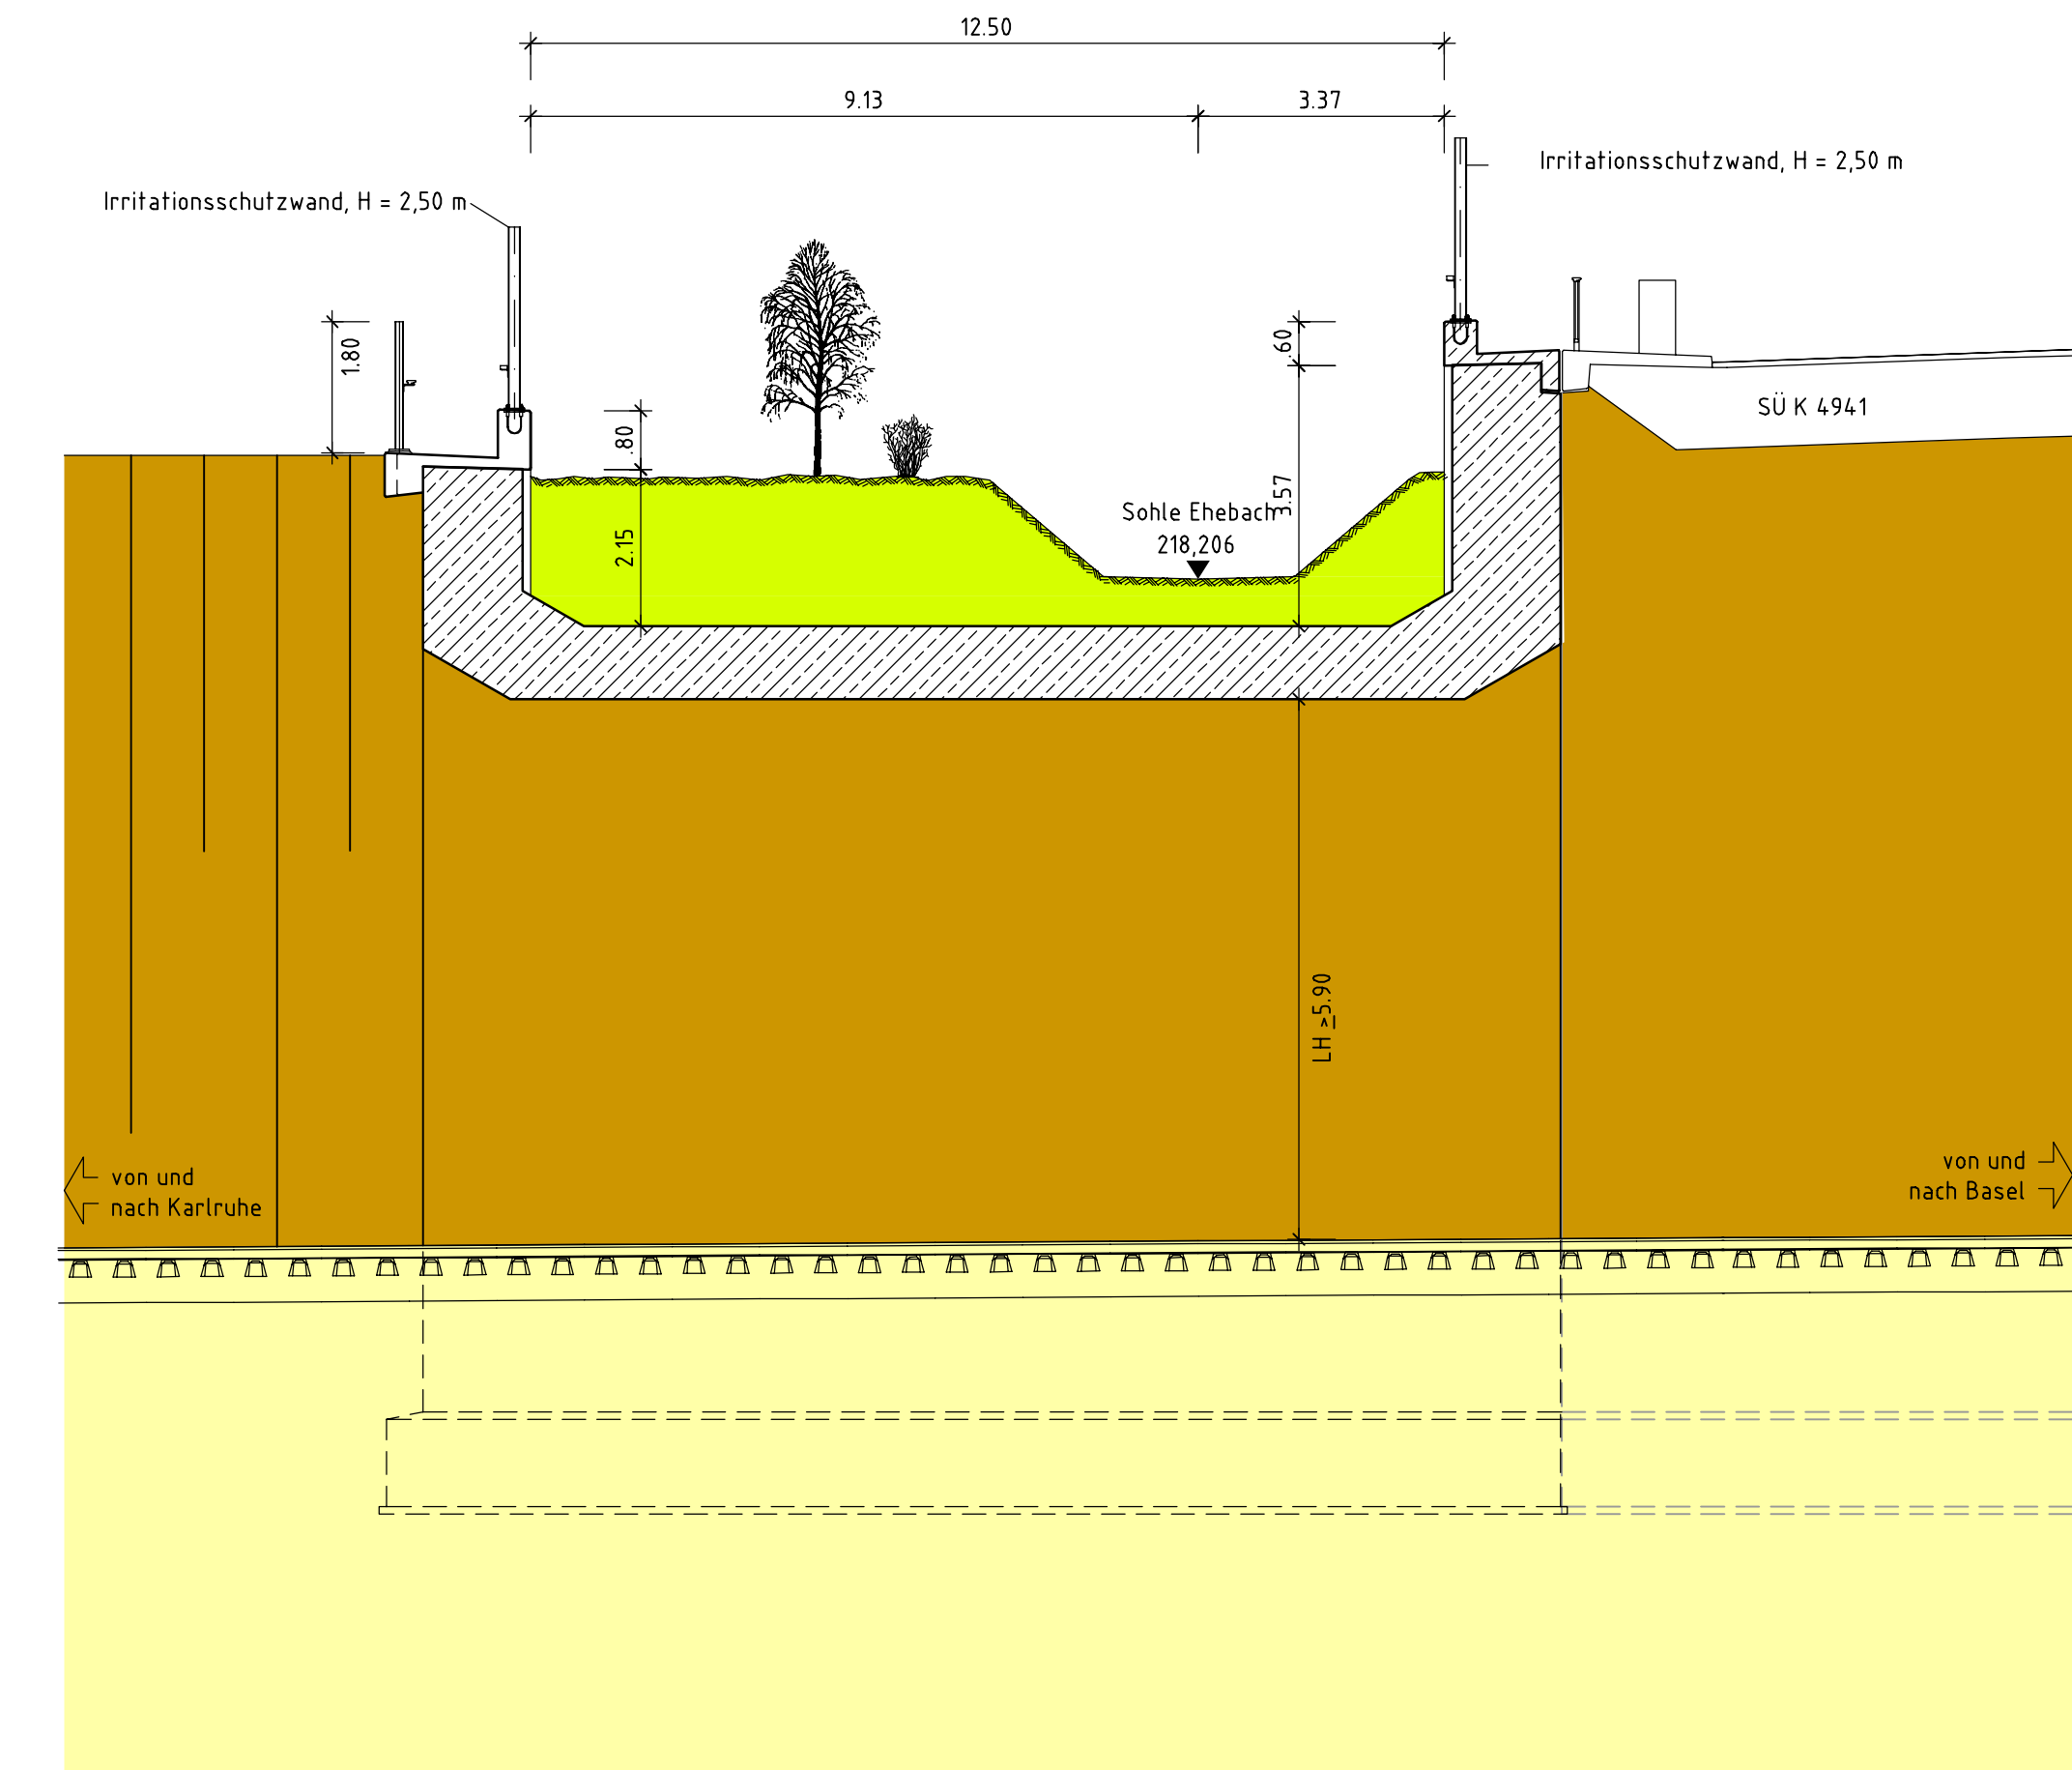 12.50
9.13
3.37
Irritationsschutzwand, H = 2,50 m
Irritationsschutzwand, H = 2,50 m
1.80
.80
.60
SÜ K 4941
3.57
Sohle Ehebach
218,206
2.15
LH ≥5.90
von und
nach Karlruhe
von und
nach Basel